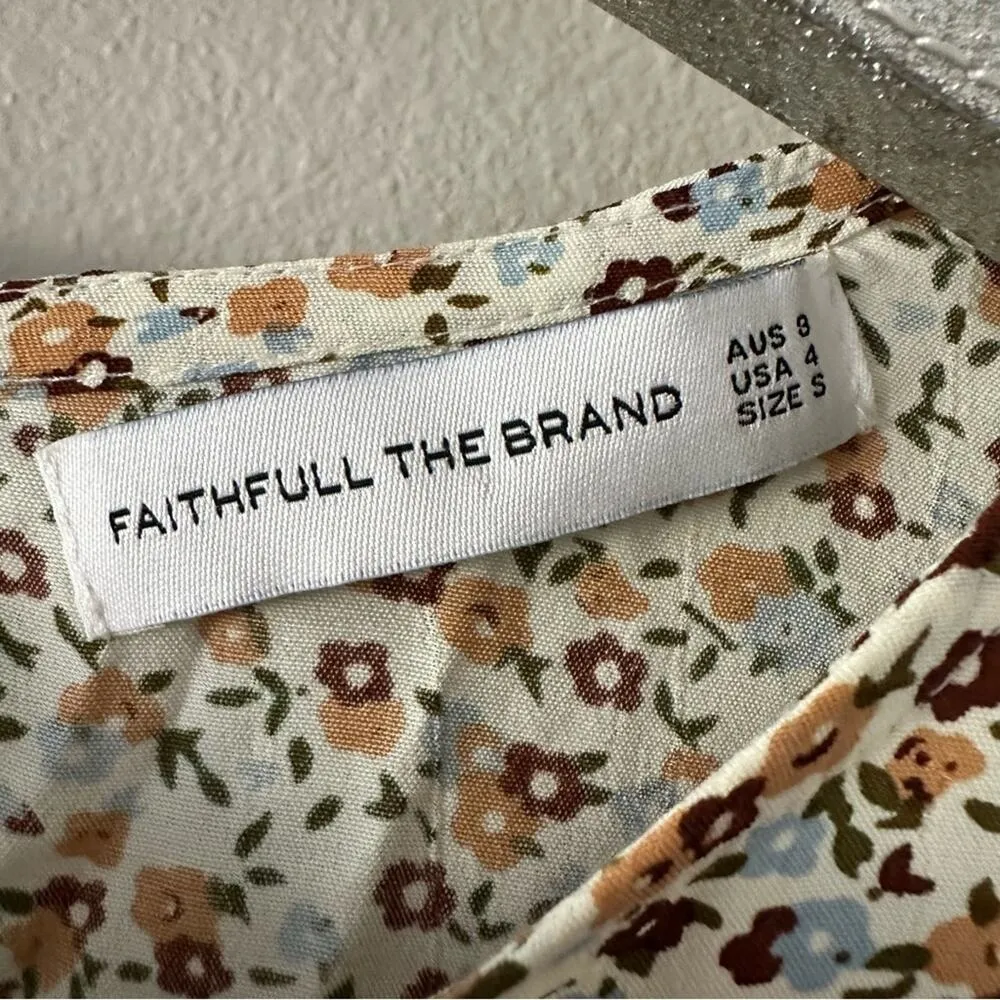 FAITHFULL THE BRAND
AUS 8
USA 4
SIZE S